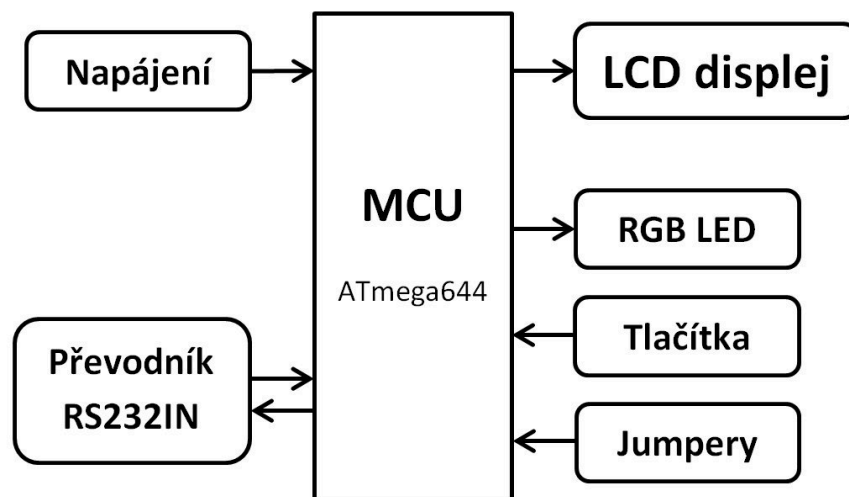 Napájení
LCD displej
MCU
ATmega644
RGB LED
Tlačítka
Převodník
RS232IN
Jumpery